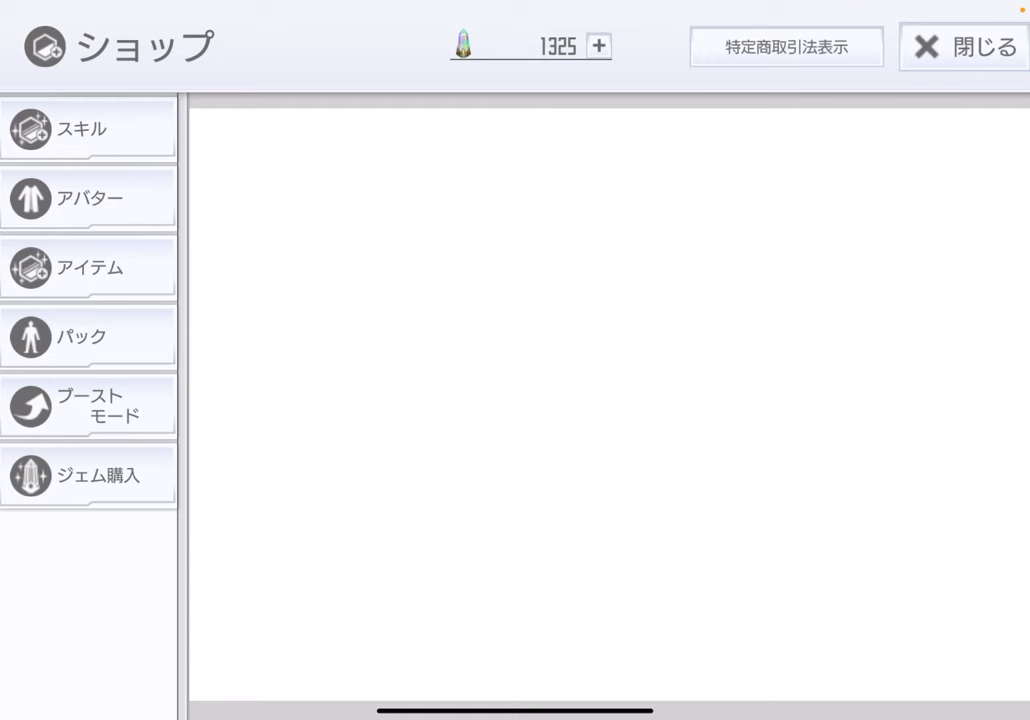 ショップ
1325
特定商取引法表示
閉じる
スキル
アバター
アイテム
パック
ブースト
モード
ジェム購入